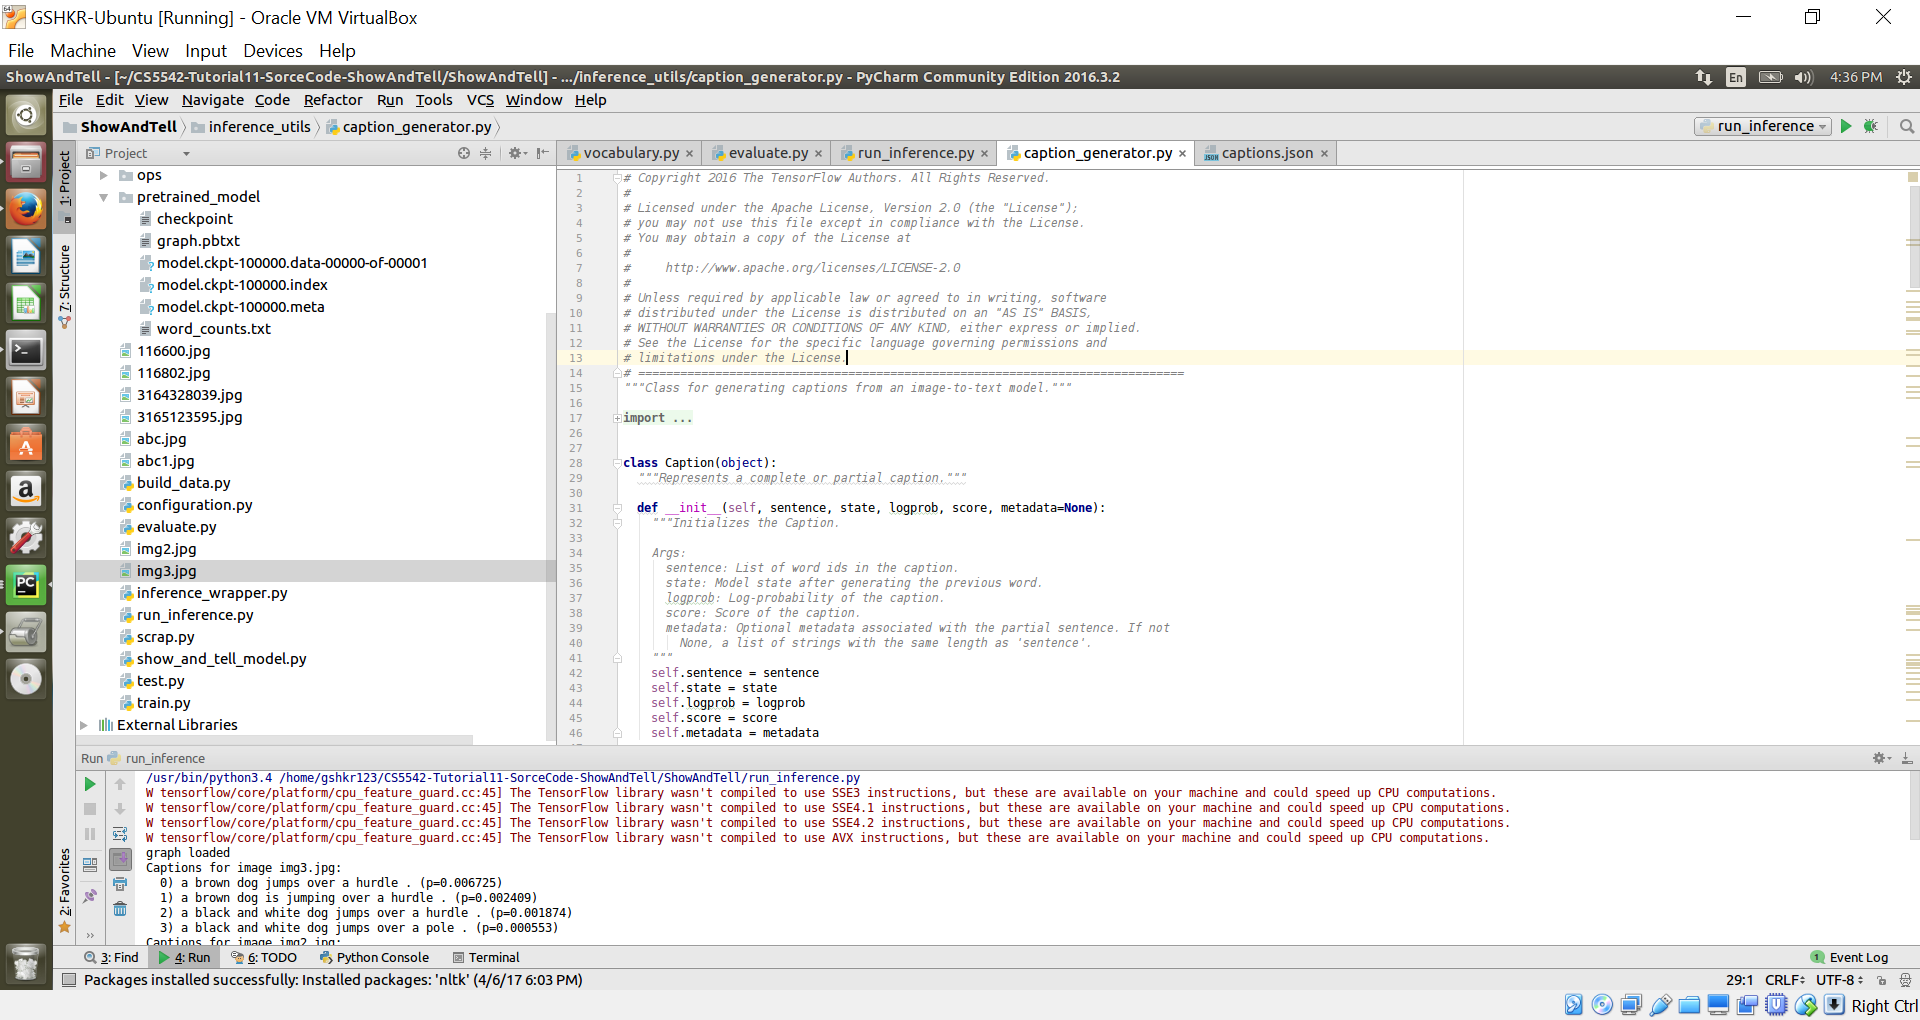 GSHKR-Ubuntu [Running] - Oracle VM VirtualBox
File Machine View Input Devices Help
ShowAndTell - [~/CS5542-Tutorial11-SorceCode-ShowAndTell/ShowAndTell] - .../inference_utils/caption_generator.py - PyCharm Community Edition 2016.3.2
En 4:36 PM
File Edit View Navigate Code Refactor Run Tools VCS Window Help
ShowAndTell inference_utils caption_generator.py
run_inference
Project
vocabulary.py evaluate.py run_inference.py caption_generator.py captions.json
1: Project
7: Structure
2: Favorites
ops
pretrained_model
checkpoint
graph.pbtxt
model.ckpt-100000.data-00000-of-00001
model.ckpt-100000.index
model.ckpt-100000.meta
word_counts.txt
116600.jpg
116802.jpg
3164328039.jpg
3165123595.jpg
abc.jpg
abc1.jpg
build_data.py
configuration.py
evaluate.py
img2.jpg
img3.jpg
inference_wrapper.py
run_inference.py
scrap.py
show_and_tell_model.py
test.py
train.py
External Libraries
1 # Copyright 2016 The TensorFlow Authors. All Rights Reserved.
2 #
3 # Licensed under the Apache License, Version 2.0 (the "License");
4 # you may not use this file except in compliance with the License.
5 # You may obtain a copy of the License at
6 #
7 #     http://www.apache.org/licenses/LICENSE-2.0
8 #
9 # Unless required by applicable law or agreed to in writing, software
10 # distributed under the License is distributed on an "AS IS" BASIS,
11 # WITHOUT WARRANTIES OR CONDITIONS OF ANY KIND, either express or implied.
12 # See the License for the specific language governing permissions and
13 # limitations under the License.
14 # ==============================================================================
15 """Class for generating captions from an image-to-text model."""
16
17 import ...
26
27
28 class Caption(object):
29   """Represents a complete or partial caption."""
30
31   def __init__(self, sentence, state, logprob, score, metadata=None):
32     """Initializes the Caption.
33
34     Args:
35       sentence: List of word ids in the caption.
36       state: Model state after generating the previous word.
37       logprob: Log-probability of the caption.
38       score: Score of the caption.
39       metadata: Optional metadata associated with the partial sentence. If not
40         None, a list of strings with the same length as 'sentence'.
41     """
42     self.sentence = sentence
43     self.state = state
44     self.logprob = logprob
45     self.score = score
46     self.metadata = metadata
Run run_inference
/usr/bin/python3.4 /home/gshkr123/CS5542-Tutorial11-SorceCode-ShowAndTell/ShowAndTell/run_inference.py
W tensorflow/core/platform/cpu_feature_guard.cc:45] The TensorFlow library wasn't compiled to use SSE3 instructions, but these are available on your machine and could speed up CPU computations.
W tensorflow/core/platform/cpu_feature_guard.cc:45] The TensorFlow library wasn't compiled to use SSE4.1 instructions, but these are available on your machine and could speed up CPU computations.
W tensorflow/core/platform/cpu_feature_guard.cc:45] The TensorFlow library wasn't compiled to use SSE4.2 instructions, but these are available on your machine and could speed up CPU computations.
W tensorflow/core/platform/cpu_feature_guard.cc:45] The TensorFlow library wasn't compiled to use AVX instructions, but these are available on your machine and could speed up CPU computations.
graph loaded
Captions for image img3.jpg:
0) a brown dog jumps over a hurdle . (p=0.006725)
1) a brown dog is jumping over a hurdle . (p=0.002409)
2) a black and white dog jumps over a hurdle . (p=0.001874)
3) a black and white dog jumps over a pole . (p=0.000553)
Captions for image img2.jpg:
3: Find 4: Run 6: TODO Python Console Terminal 1 Event Log
Packages installed successfully: Installed packages: 'nltk' (4/6/17 6:03 PM) 29:1 CRLF UTF-8
Right Ctrl